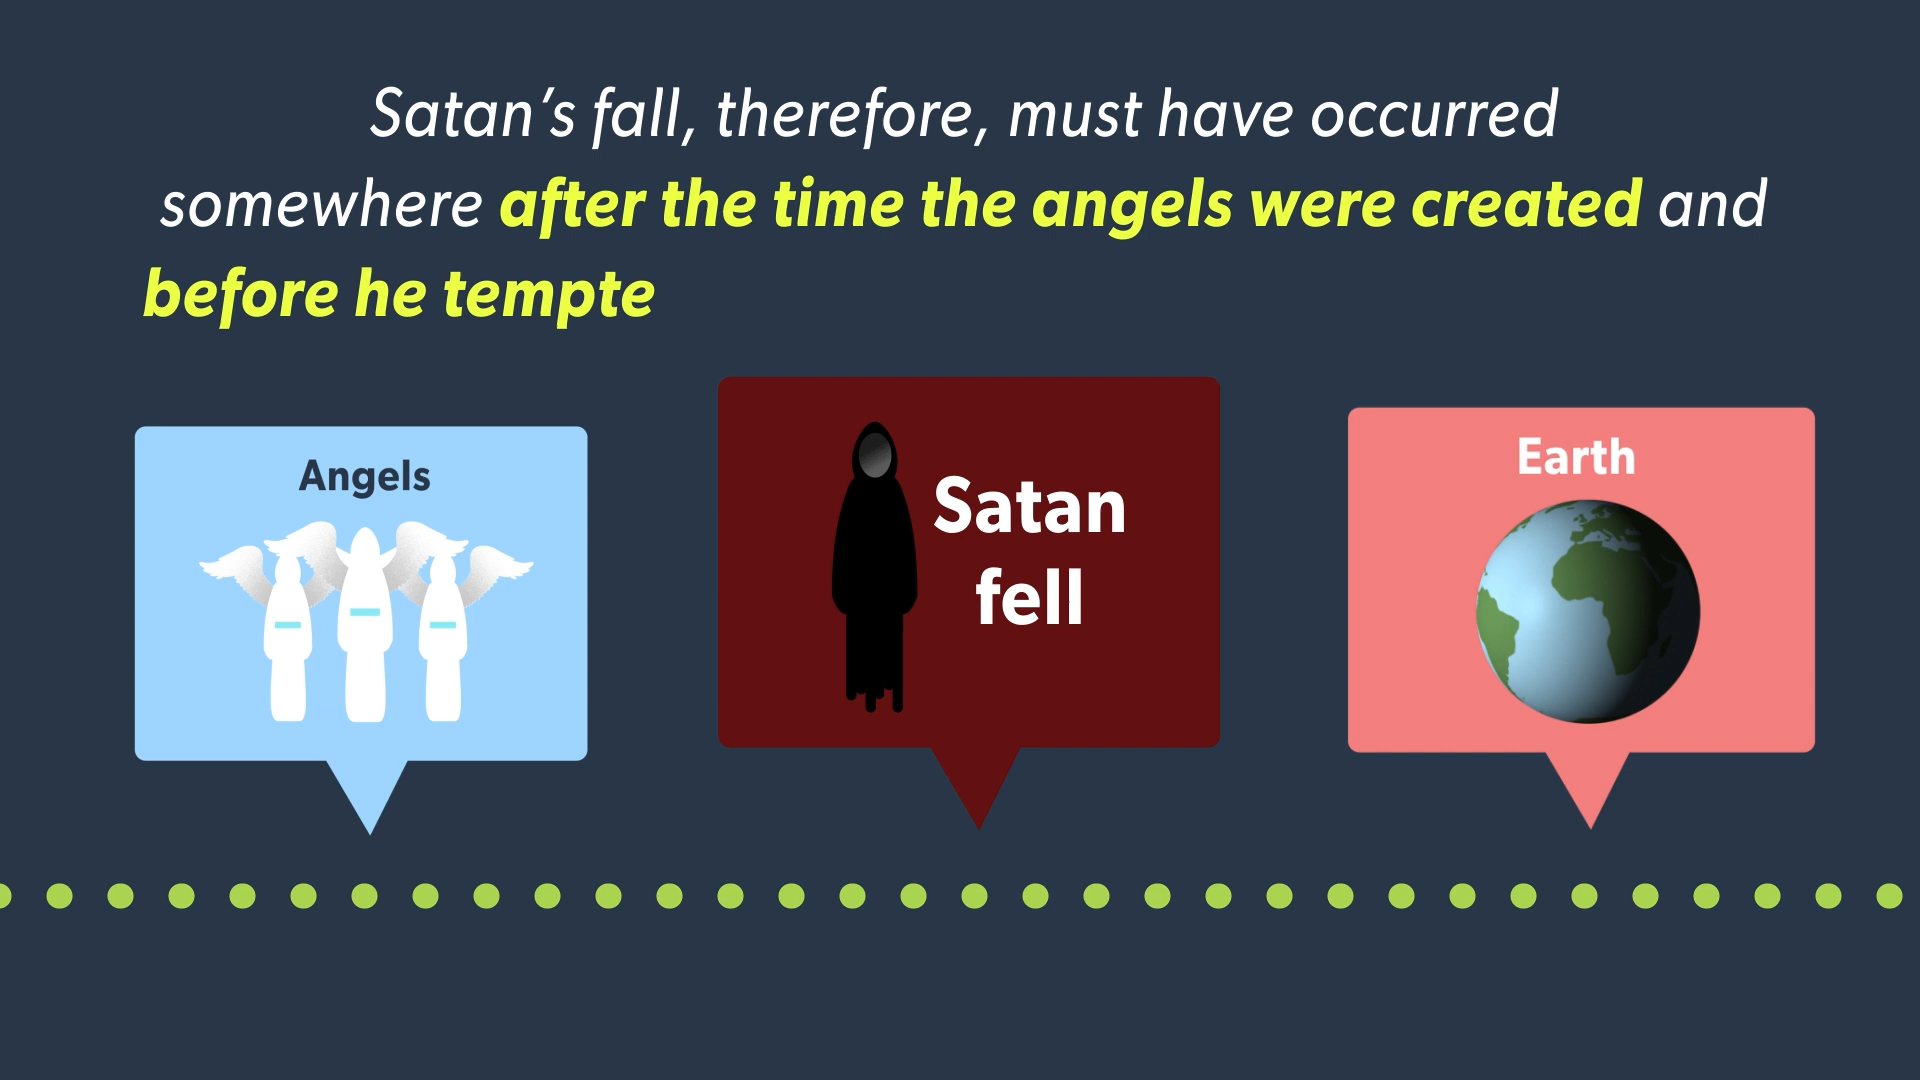 Satan’s fall, therefore, must have occurred
somewhere after the time the angels were created and
before he tempte
Angels
Satan
fell
Earth